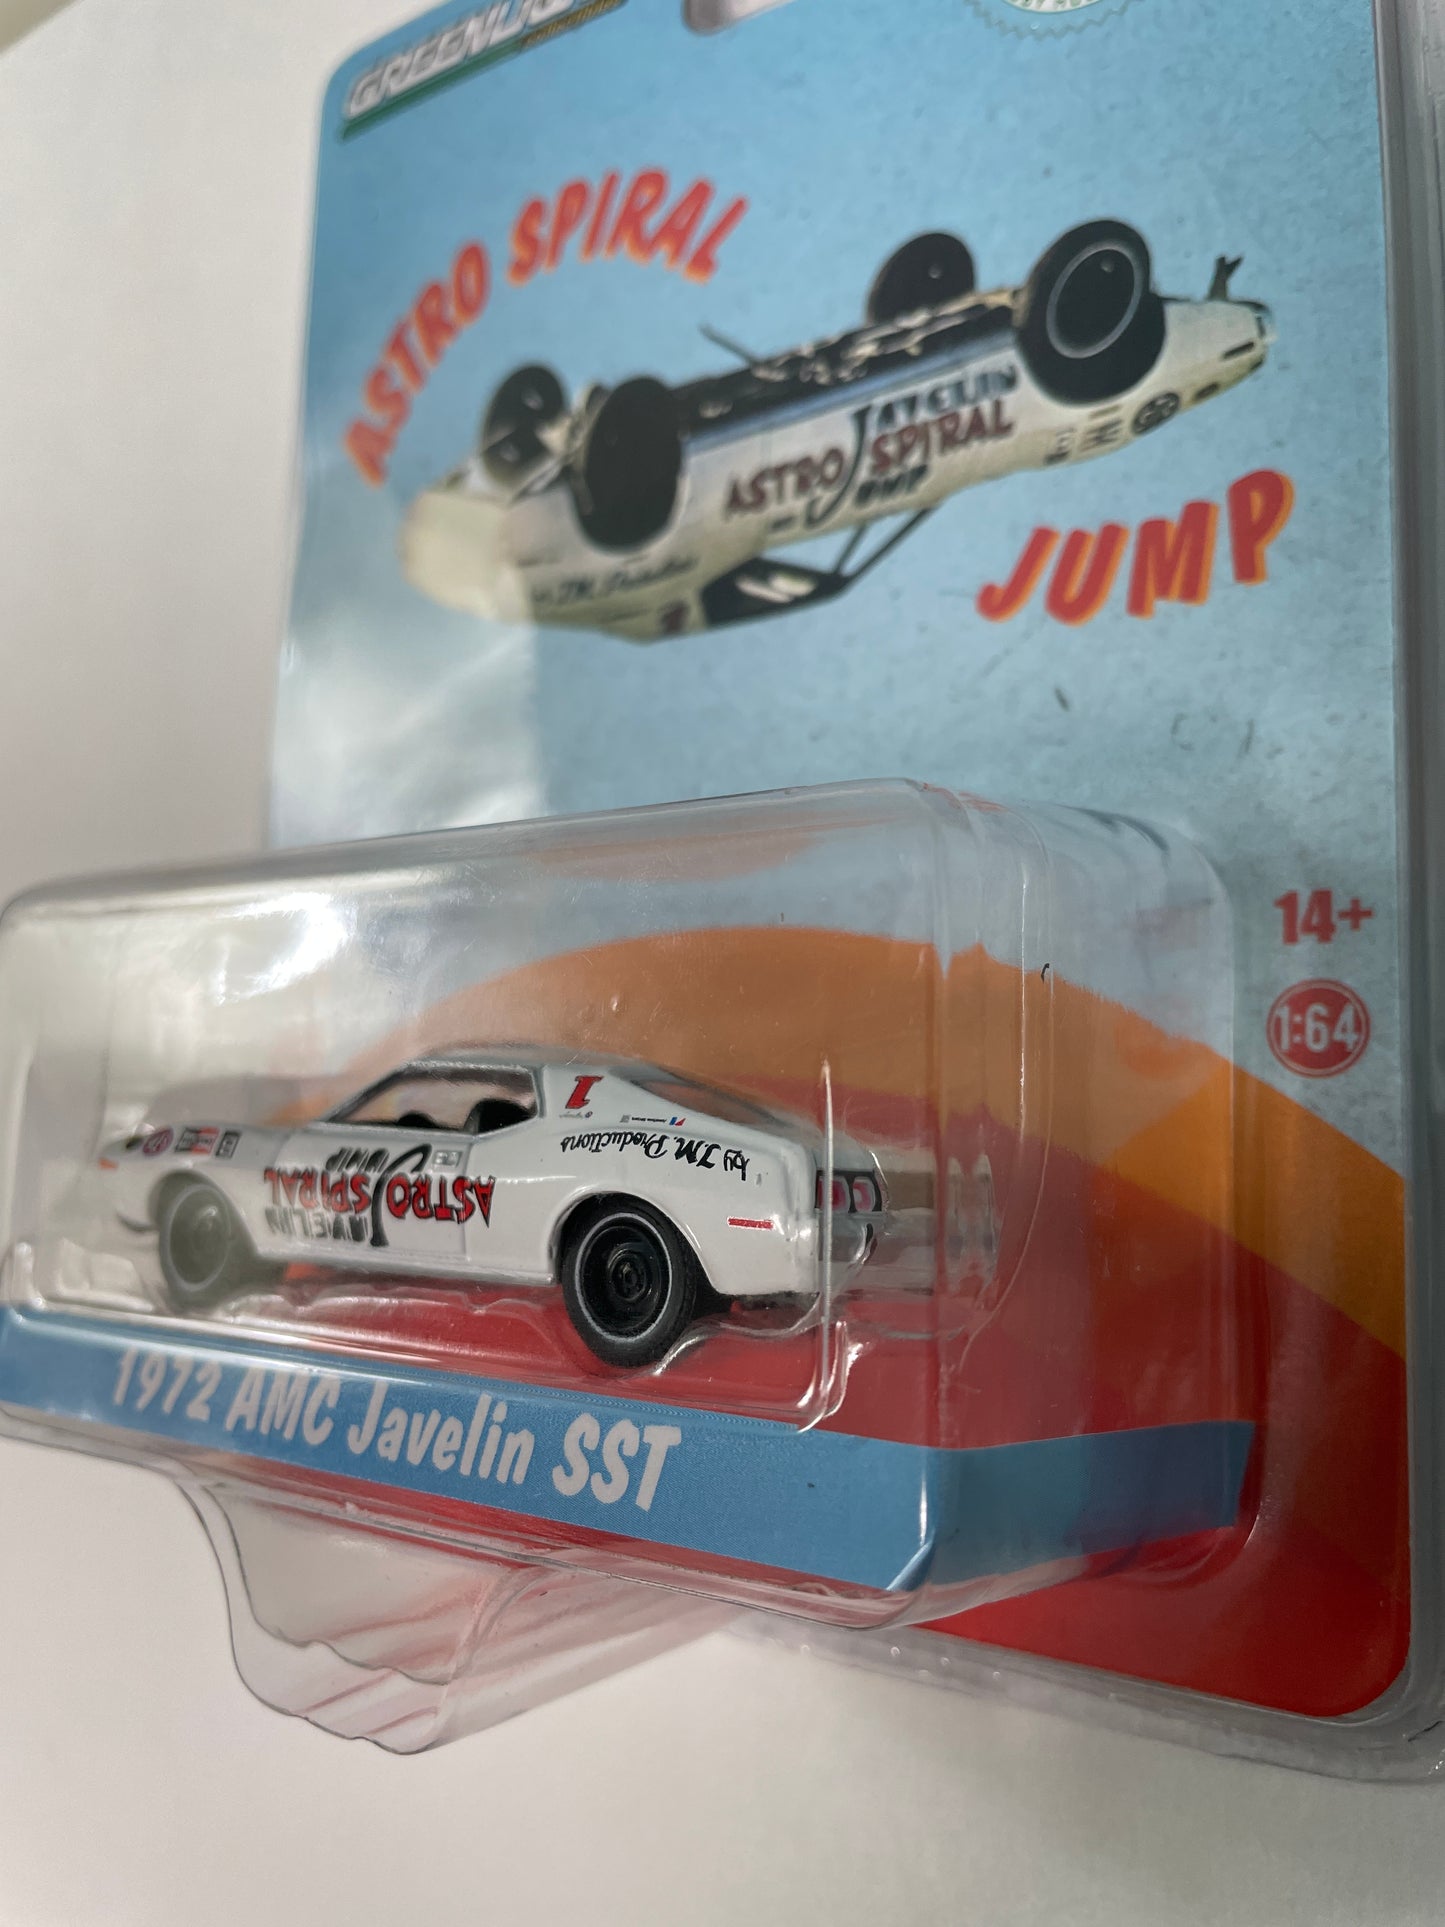 GREENLIGHT
ASTRO SPIRAL
JAVELIN
ASTRO SPIRAL
JUMP
1
JUMP
14+
1:64
1
by J.M. Productions
JAVELIN
ASTRO SPIRAL
JUMP
1972 AMC Javelin SST